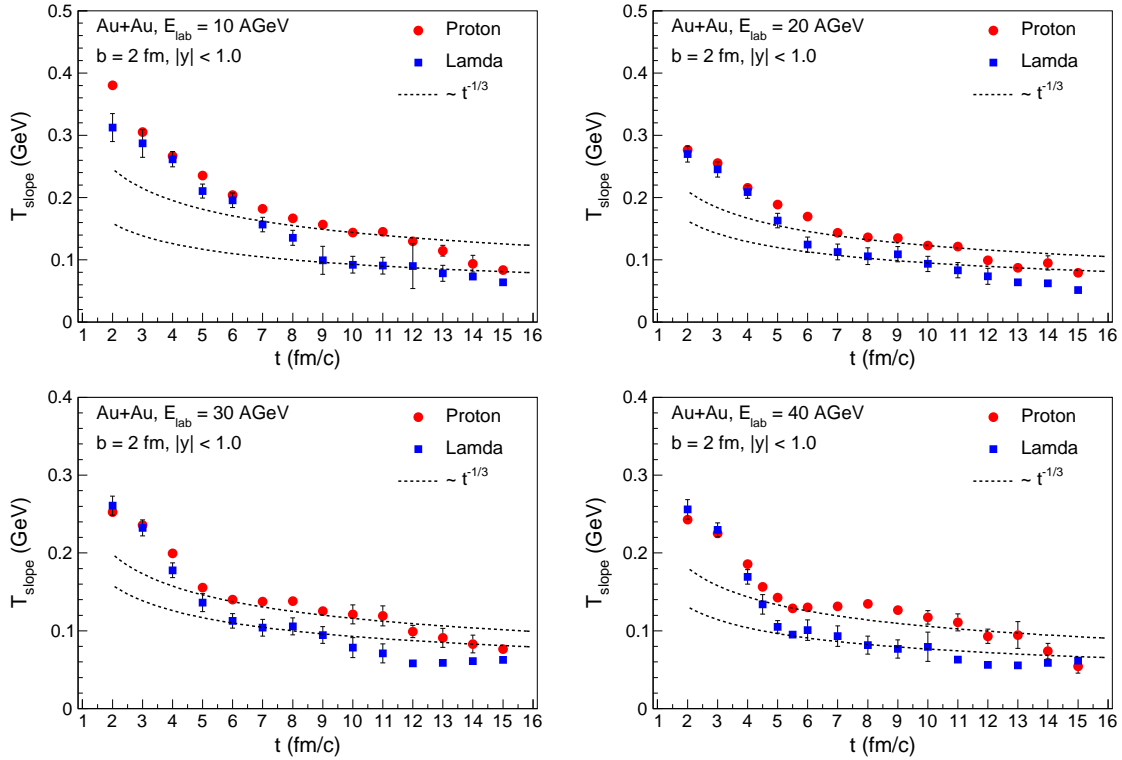 Au+Au, E_lab = 10 AGeV
b = 2 fm, |y| < 1.0
Proton
Lamda
~ t^-1/3
T_slope (GeV)
0.5
0.4
0.3
0.2
0.1
0
1 2 3 4 5 6 7 8 9 10 11 12 13 14 15 16
t (fm/c)
Au+Au, E_lab = 20 AGeV
b = 2 fm, |y| < 1.0
Proton
Lamda
~ t^-1/3
T_slope (GeV)
0.5
0.4
0.3
0.2
0.1
0
1 2 3 4 5 6 7 8 9 10 11 12 13 14 15 16
t (fm/c)
Au+Au, E_lab = 30 AGeV
b = 2 fm, |y| < 1.0
Proton
Lamda
~ t^-1/3
T_slope (GeV)
0.4
0.3
0.2
0.1
0
1 2 3 4 5 6 7 8 9 10 11 12 13 14 15 16
t (fm/c)
Au+Au, E_lab = 40 AGeV
b = 2 fm, |y| < 1.0
Proton
Lamda
~ t^-1/3
T_slope (GeV)
0.4
0.3
0.2
0.1
0
1 2 3 4 5 6 7 8 9 10 11 12 13 14 15 16
t (fm/c)